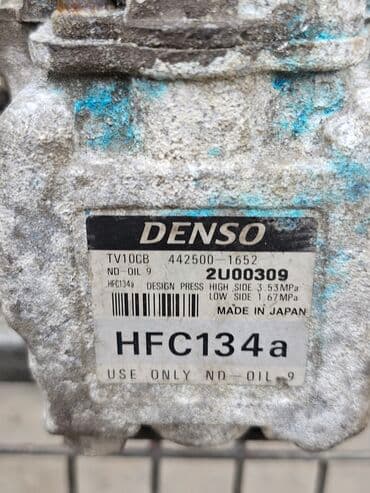 DENSO
TV10CB 442500-1652
ND-OIL 9 2U00309
HFC134a DESIGN PRESS HIGH SIDE 3.53MPa
LOW SIDE 1.67MPa
MADE IN JAPAN
HFC134a
USE ONLY ND-OIL 9